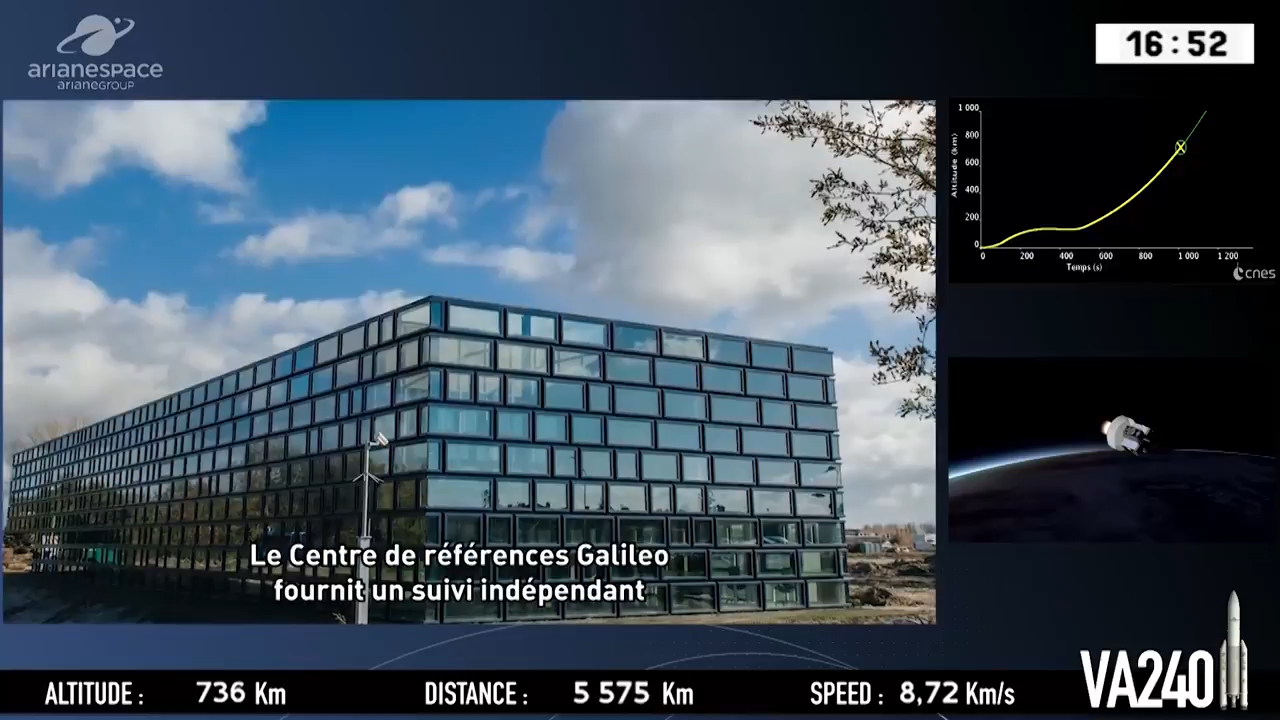 arianespace
arianeGROUP
16:52
1 000
800
600
400
200
0
Altitude (km)
0 200 400 600 800 1 000 1 200
Temps (s)
cnes
Le Centre de références Galileo
fournit un suivi indépendant
ALTITUDE : 736 Km DISTANCE : 5 575 Km SPEED : 8,72 Km/s
VA240